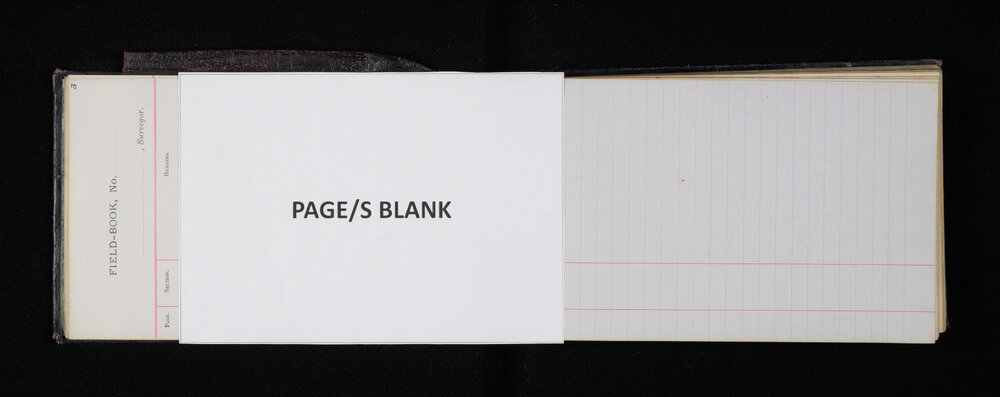 3
FIELD-BOOK, No.
, Surveyor.
PAGE.
SECTION.
REMARKS.
PAGE/S BLANK